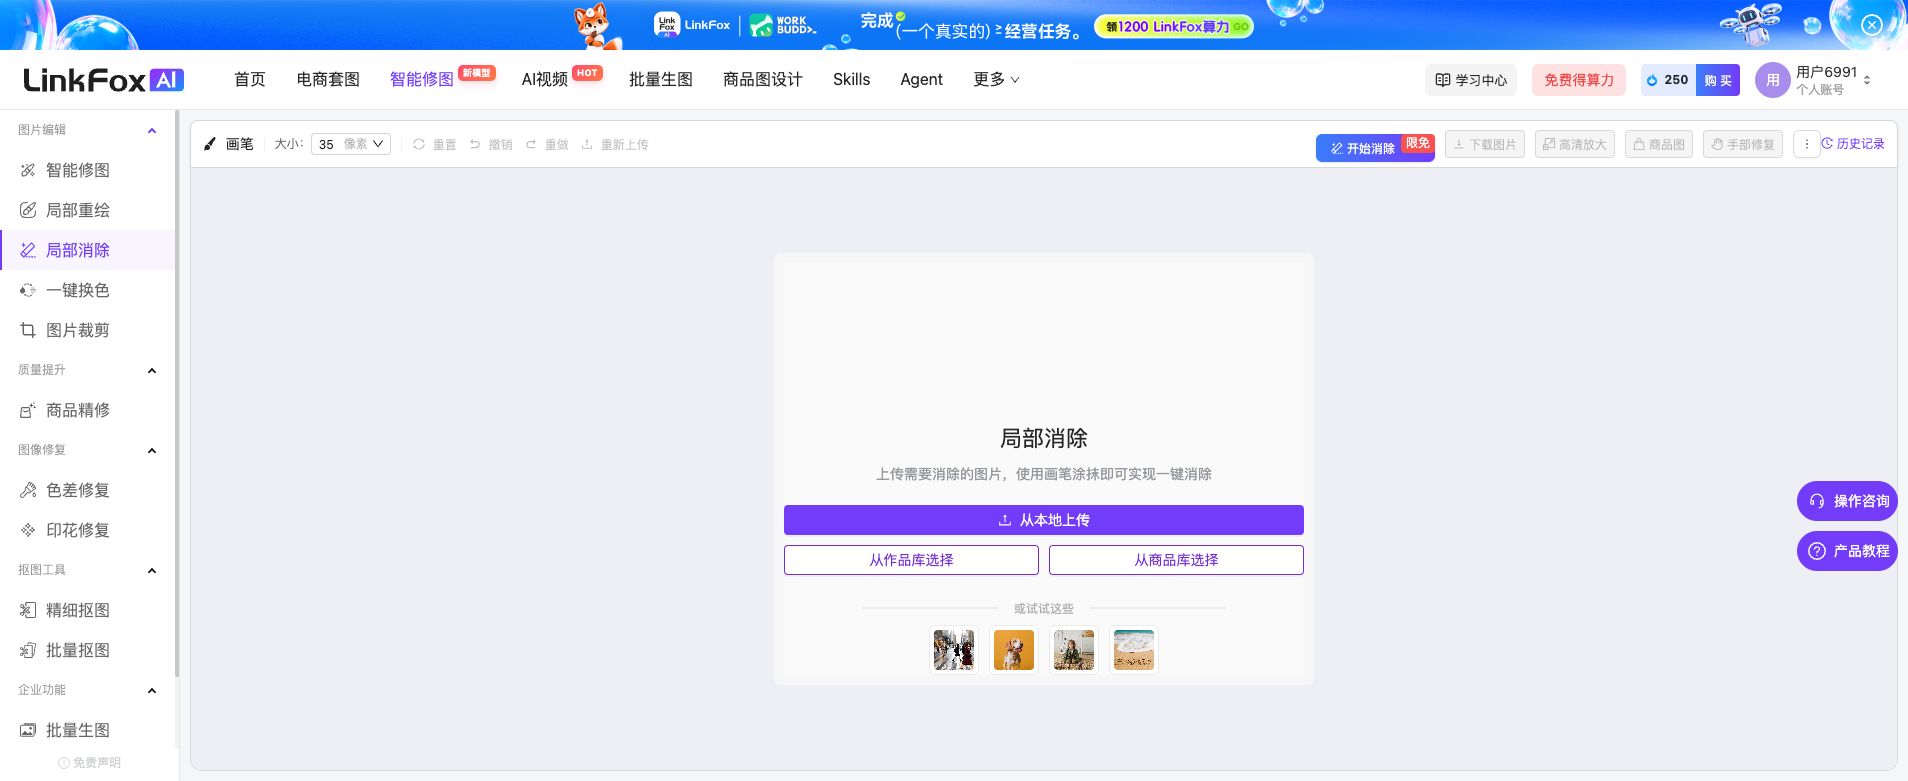 Link Fox AI LinkFox WORK BUDD>_ 完成 (一个真实的) 经营任务。 领1200 LinkFox算力 GO
LinkFox AI 首页 电商套图 智能修图 新模型 AI视频 HOT 批量生图 商品图设计 Skills Agent 更多 学习中心 免费得算力 250 购买 用 用户6991
个人账号
图片编辑
智能修图
局部重绘
局部消除
一键换色
图片裁剪
质量提升
商品精修
图像修复
色差修复
印花修复
抠图工具
精细抠图
批量抠图
企业功能
批量生图
免责声明
画笔 大小: 35 像素 重置 撤销 重做 重新上传 开始消除 限免 下载图片 高清放大 商品图 手部修复 历史记录
局部消除
上传需要消除的图片，使用画笔涂抹即可实现一键消除
从本地上传
从作品库选择 从商品库选择
或试试这些
操作咨询
产品教程